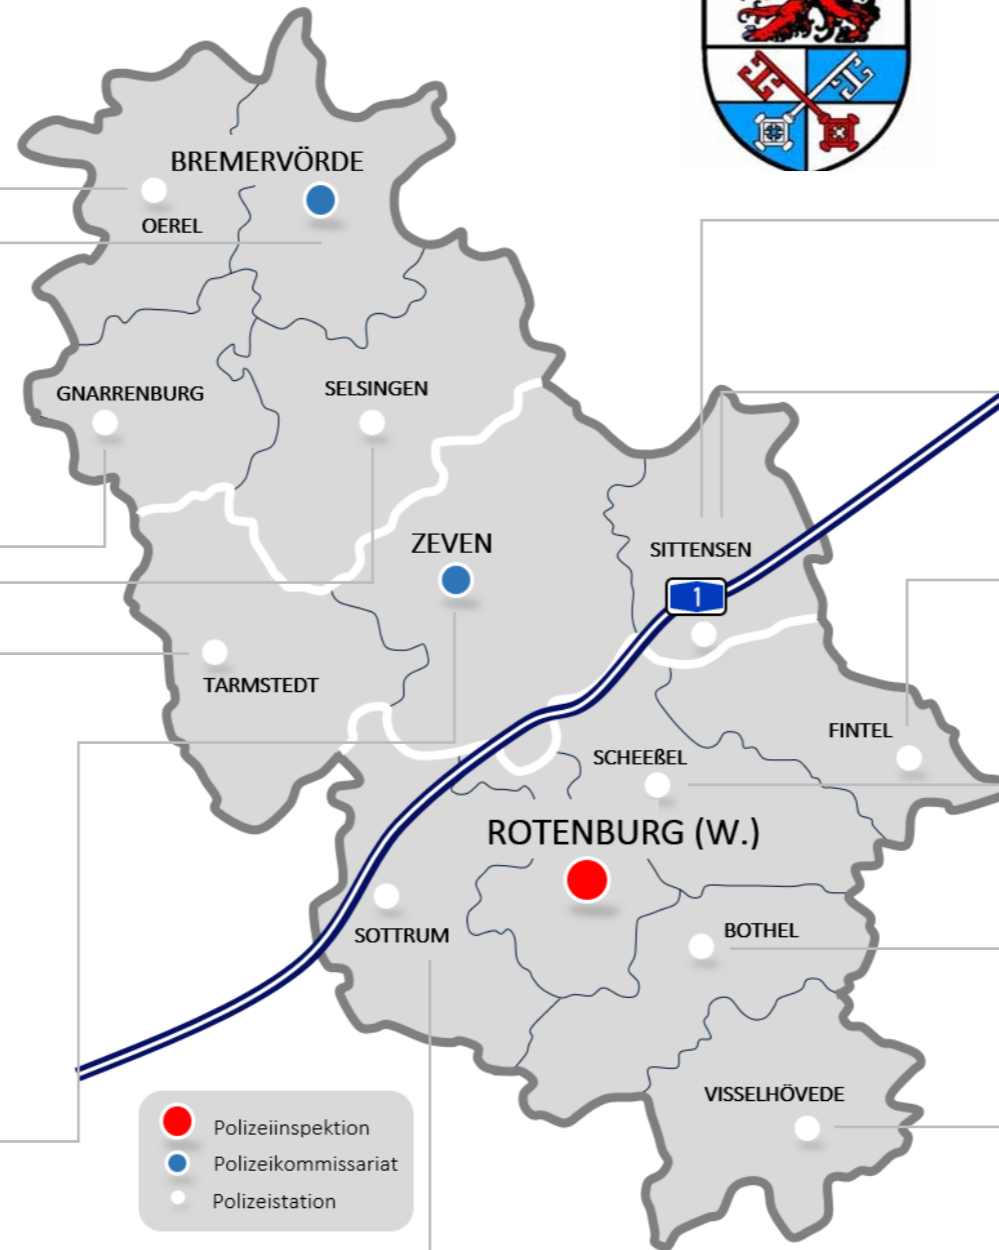 BREMERVÖRDE
OEREL
GNARRENBURG
SELSINGEN
ZEVEN
SITTENSEN
1
TARMSTEDT
FINTEL
SCHEEßEL
ROTENBURG (W.)
SOTTRUM
BOTHEL
VISSELHÖVEDE
Polizeiinspektion
Polizeikommissariat
Polizeistation